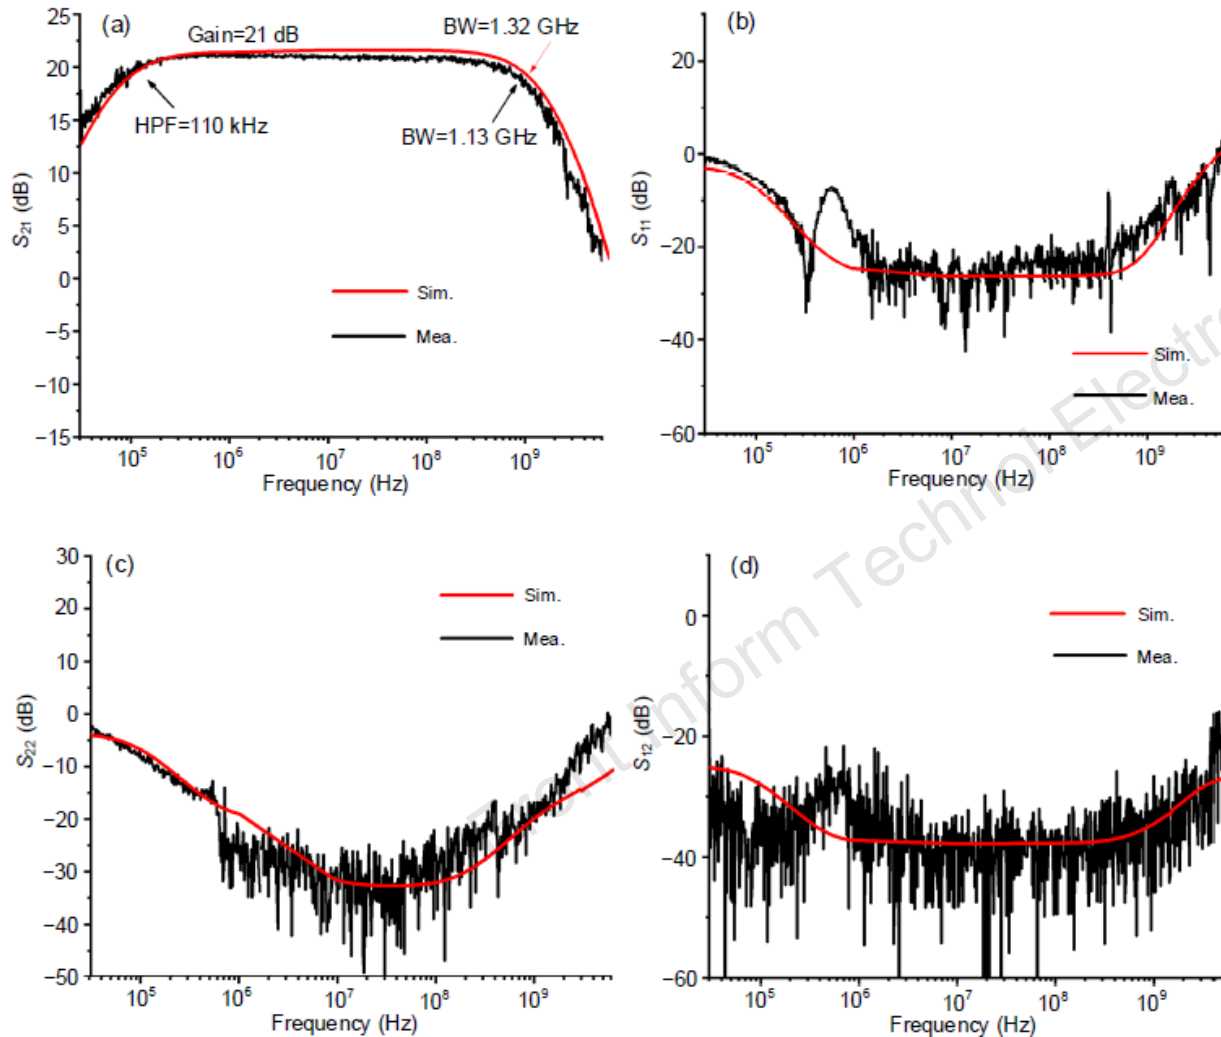 (a)
Gain=21 dB
BW=1.32 GHz
HPF=110 kHz
BW=1.13 GHz
Sim.
Mea.
25
20
15
10
5
0
−5
−10
−15
S21 (dB)
10^5 10^6 10^7 10^8 10^9
Frequency (Hz)
(b)
20
0
−20
−40
−60
S11 (dB)
Sim.
Mea.
10^5 10^6 10^7 10^8 10^9
Frequency (Hz)
(c)
30
20
10
0
−10
−20
−30
−40
−50
S22 (dB)
Sim.
Mea.
10^5 10^6 10^7 10^8 10^9
Frequency (Hz)
(d)
0
−20
−40
−60
S12 (dB)
Sim.
Mea.
10^5 10^6 10^7 10^8 10^9
Frequency (Hz)
Inform Technol